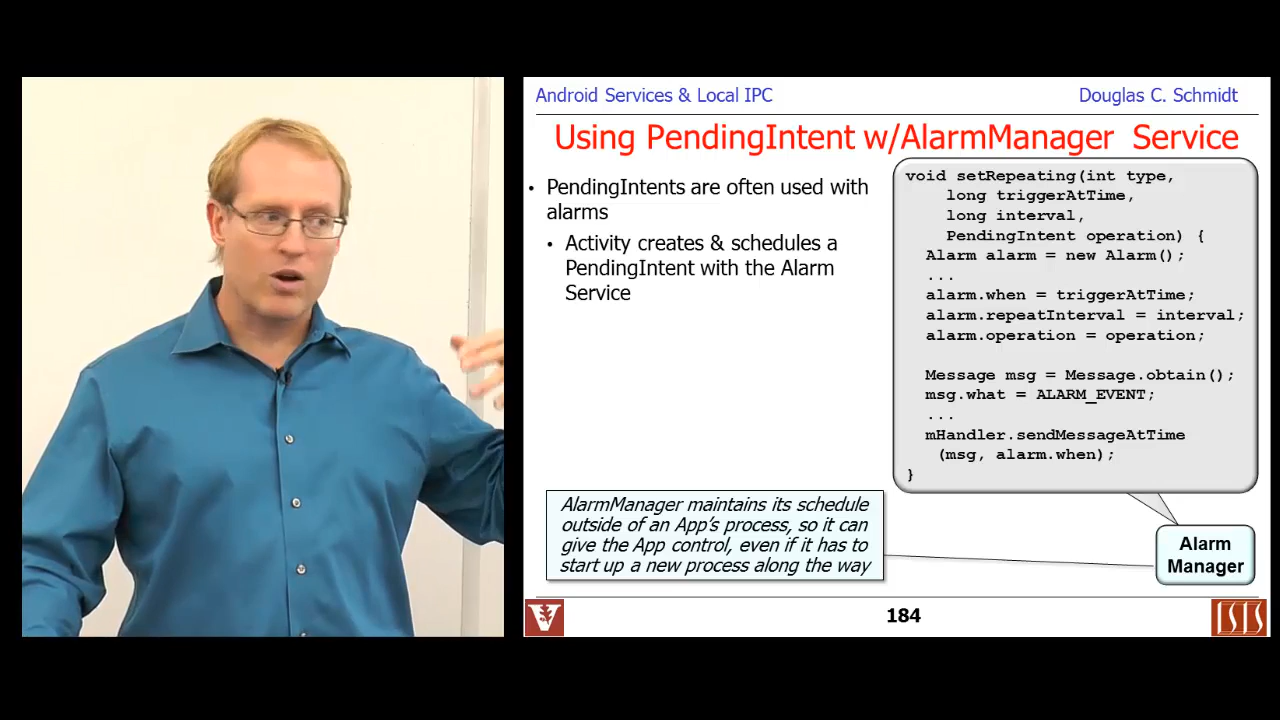 Android Services & Local IPC
Douglas C. Schmidt
Using PendingIntent w/AlarmManager Service
• PendingIntents are often used with
alarms
• Activity creates & schedules a
PendingIntent with the Alarm
Service
void setRepeating(int type,
long triggerAtTime,
long interval,
PendingIntent operation) {
Alarm alarm = new Alarm();
...
alarm.when = triggerAtTime;
alarm.repeatInterval = interval;
alarm.operation = operation;
Message msg = Message.obtain();
msg.what = ALARM_EVENT;
...
mHandler.sendMessageAtTime
(msg, alarm.when);
}
AlarmManager maintains its schedule
outside of an App's process, so it can
give the App control, even if it has to
start up a new process along the way
Alarm
Manager
V
184
ISIS